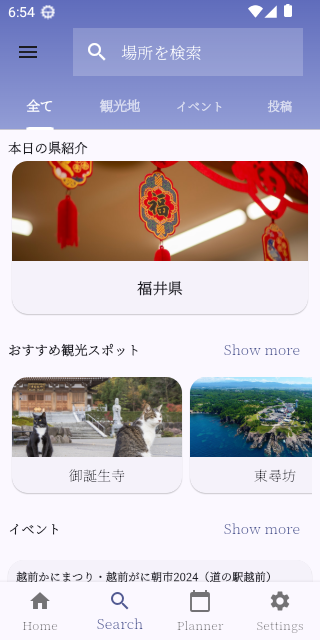 6:54
場所を検索
全て 観光地 イベント 投稿
本日の県紹介
福
福井県
おすすめ観光スポット Show more
御誕生寺 東尋坊
イベント Show more
越前かにまつり・越前がに朝市2024（道の駅越前）
Home Search Planner Settings